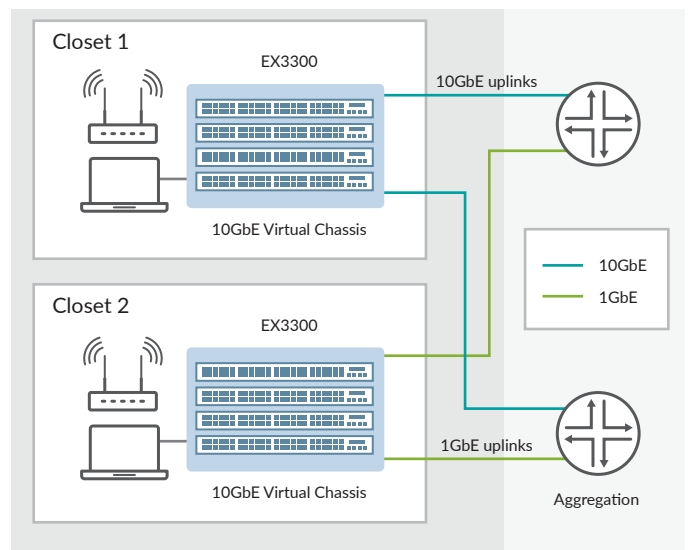 Closet 1
EX3300
10GbE Virtual Chassis
10GbE uplinks
10GbE
1GbE
Closet 2
EX3300
10GbE Virtual Chassis
1GbE uplinks
Aggregation